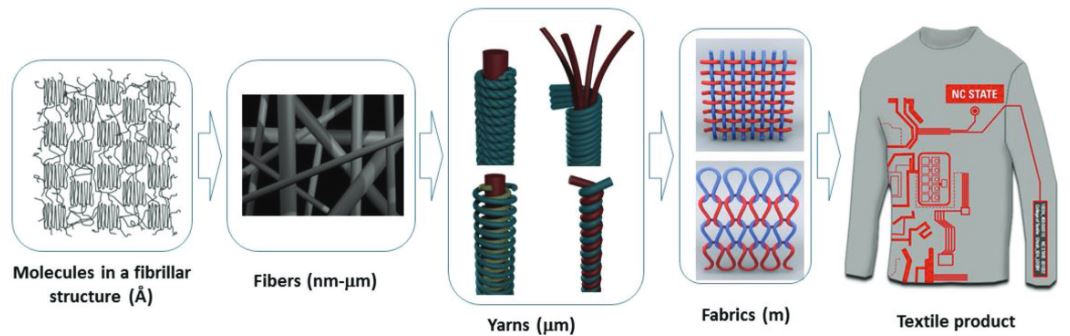 Molecules in a fibrillar
structure (Å)
Fibers (nm-μm)
Yarns (μm)
Fabrics (m)
NC STATE
Textile product